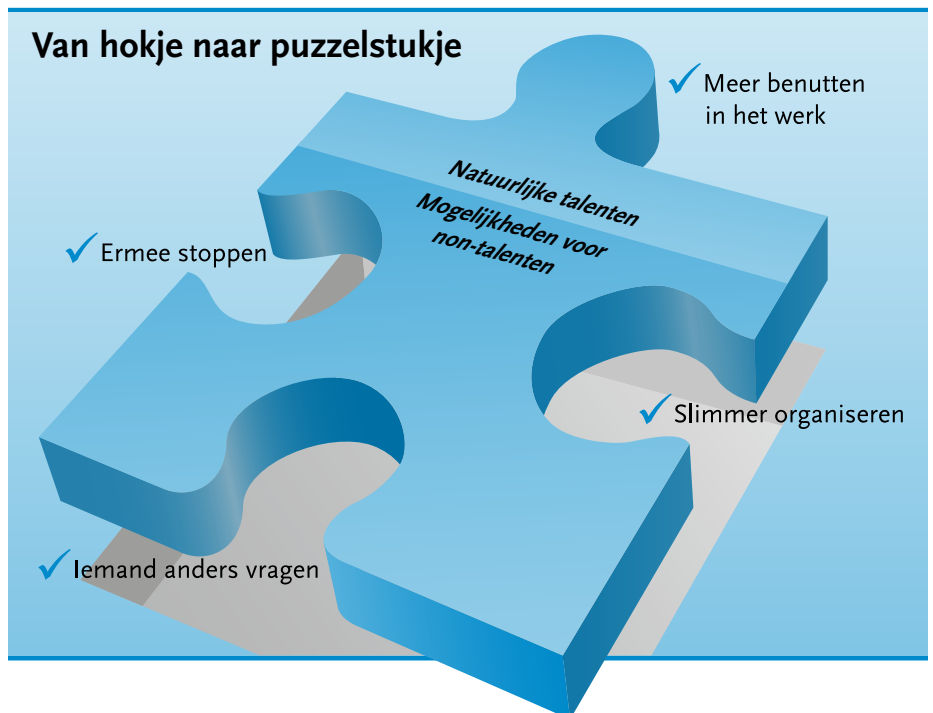 Van hokje naar puzzelstukje
Meer benutten
in het werk
Natuurlijke talenten
Mogelijkheden voor
non-talenten
Ermee stoppen
Slimmer organiseren
Iemand anders vragen